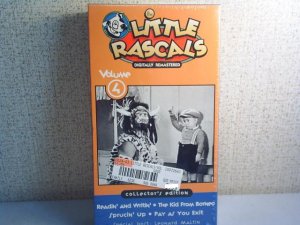 THE
LITTLE
RASCALS
DIGITALLY REMASTERED
Volume
4
COLLECTOR'S EDITION
Readin' and Writin' • The Kid From Borneo
Sprucin' Up • Pay As You Exit
Special Host: Leonard Maltin